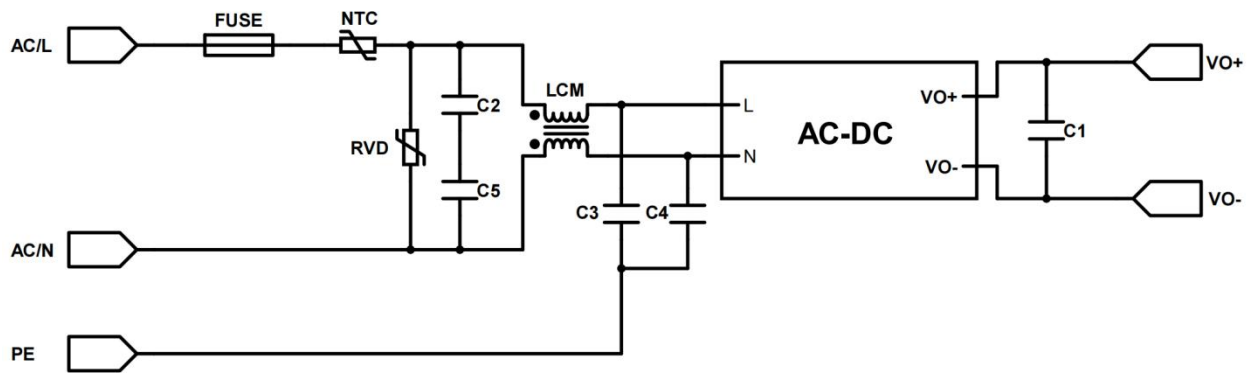 FUSE
NTC
AC/L
VO+
LCM
C2
L
VO+
AC-DC
C1
RVD
N
VO-
C5
C3
C4
VO-
AC/N
PE